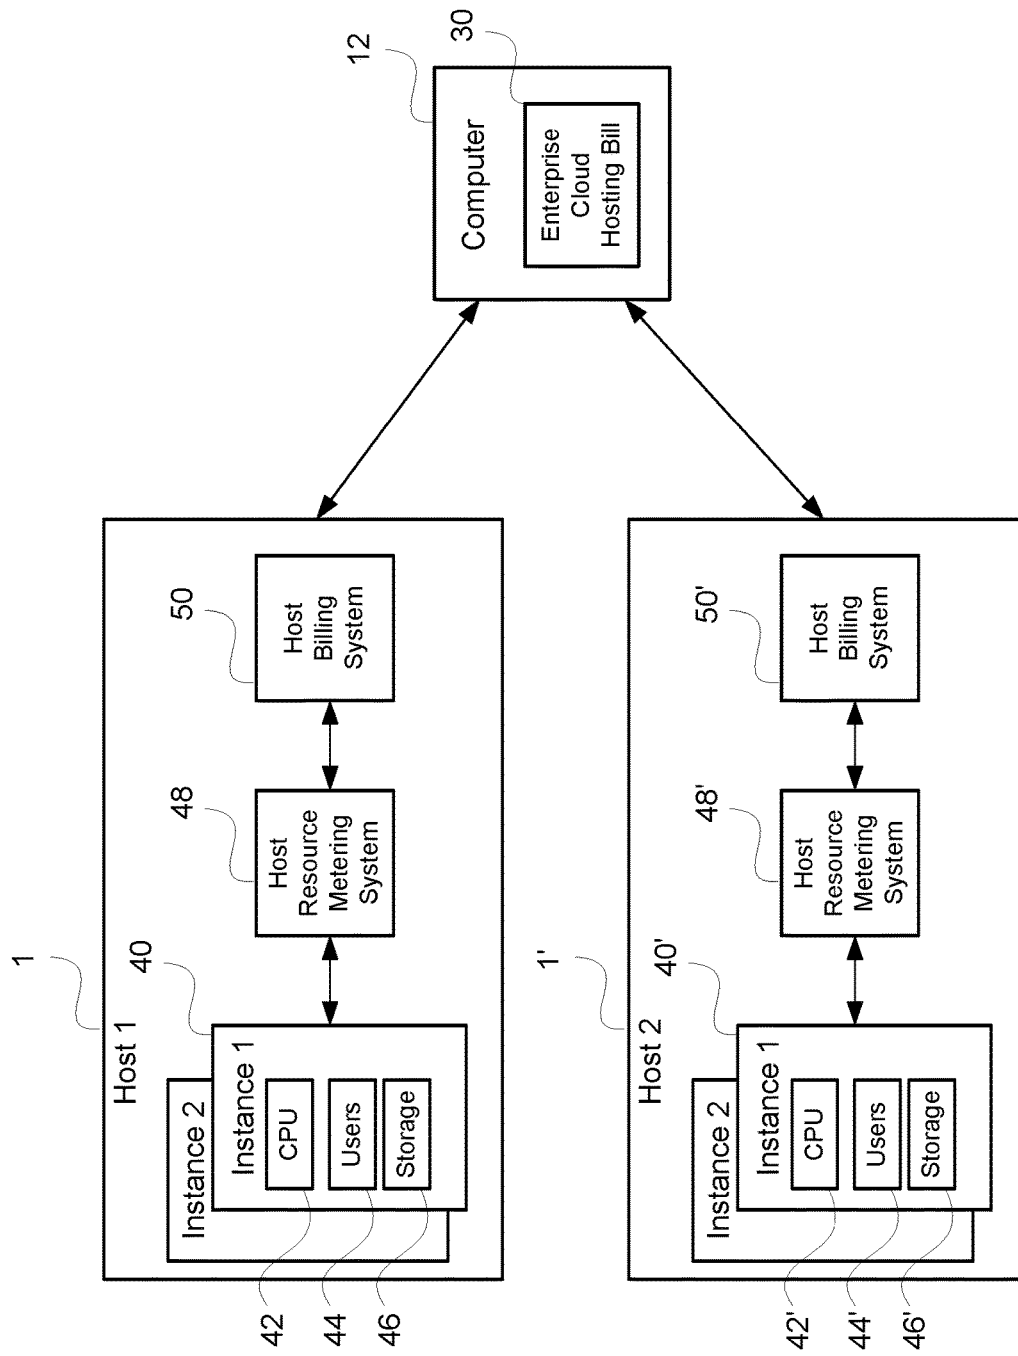 1
Host 1
40
Instance 2
Instance 1
CPU
Users
Storage
42
44
46
48
Host
Resource
Metering
System
50
Host
Billing
System
12
Computer
30
Enterprise
Cloud
Hosting Bill
1'
Host 2
40'
Instance 2
Instance 1
CPU
Users
Storage
42'
44'
46'
48'
Host
Resource
Metering
System
50'
Host
Billing
System